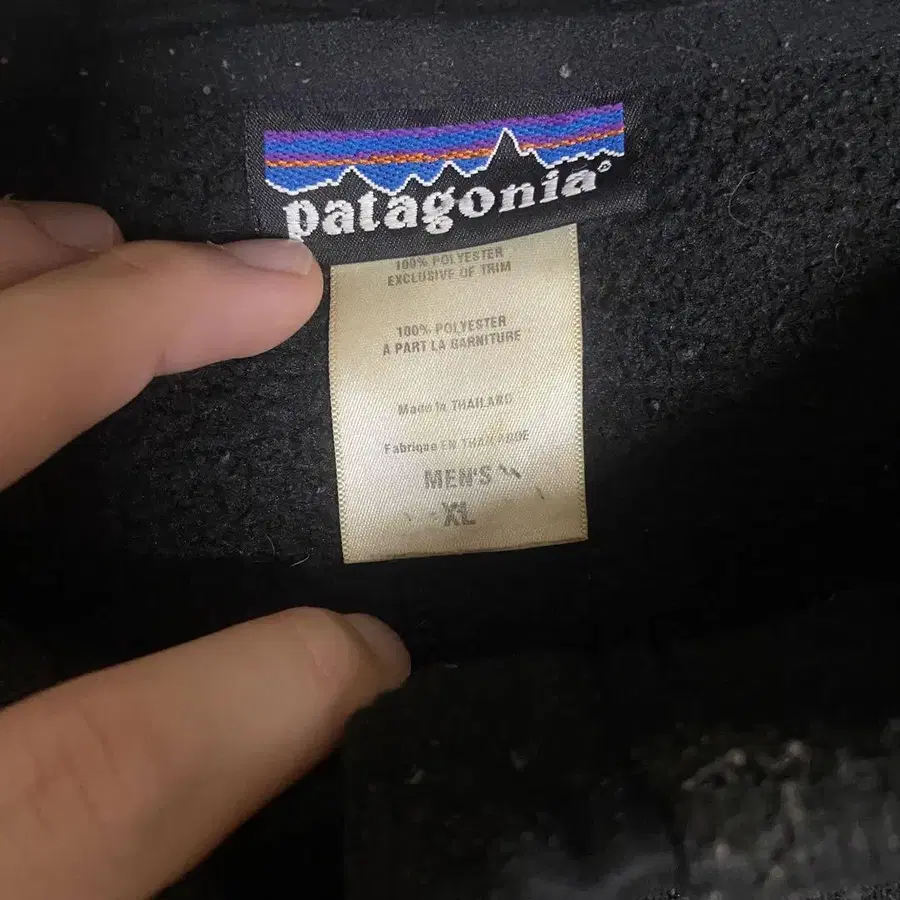 patagonia®
100% POLYESTER
EXCLUSIVE OF TRIM
100% POLYESTER
À PART LA GARNITURE
Made in THAILAND
Fabriqué EN THAILANDE
MEN'S
XL